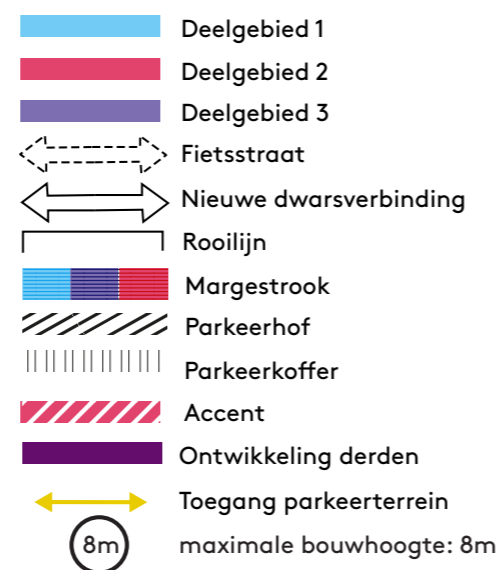 Deelgebied 1
Deelgebied 2
Deelgebied 3
Fietsstraat
Nieuwe dwarsverbinding
Rooilijn
Margestrook
Parkeerhof
Parkeerkoffer
Accent
Ontwikkeling derden
Toegang parkeerterrein
8m maximale bouwhoogte: 8m